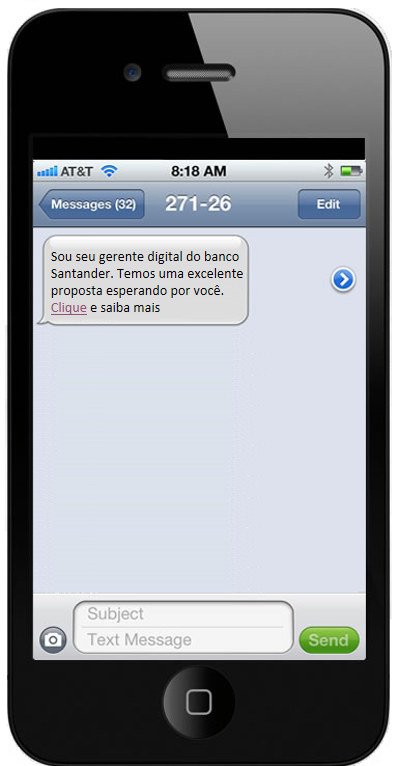 AT&T 8:18 AM
Messages (32) 271-26 Edit
Sou seu gerente digital do banco
Santander. Temos uma excelente
proposta esperando por você.
Clique e saiba mais
Subject
Text Message Send